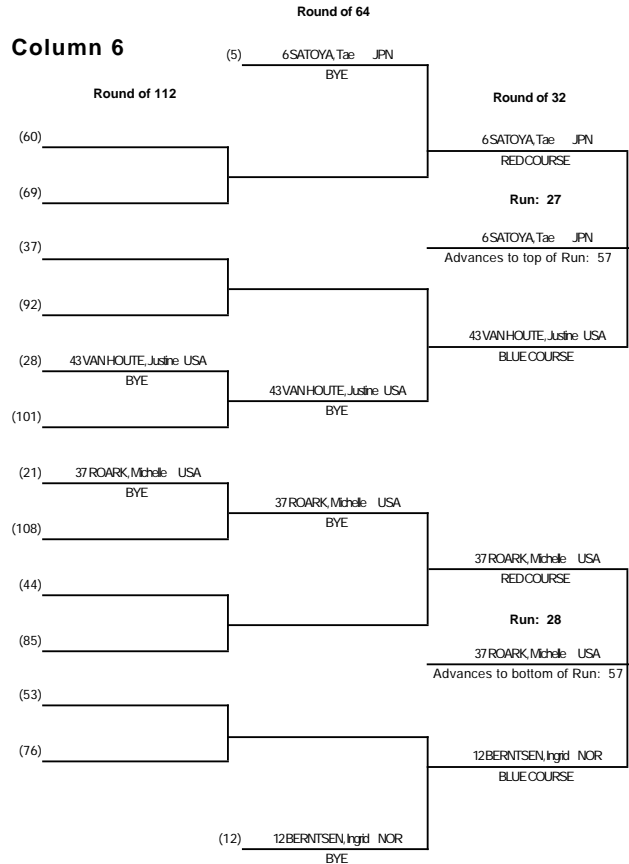 Round of 64
Column 6
(5) 6 SATOYA, Tae JPN
BYE
Round of 112
Round of 32
(60)
6 SATOYA, Tae JPN
RED COURSE
(69)
Run: 27
(37)
6 SATOYA, Tae JPN
Advances to top of Run: 57
(92)
43 VAN HOUTE, Justine USA
BLUE COURSE
(28) 43 VAN HOUTE, Justine USA
BYE
43 VAN HOUTE, Justine USA
BYE
(101)
(21) 37 ROARK, Michelle USA
BYE
37 ROARK, Michelle USA
BYE
(108)
37 ROARK, Michelle USA
RED COURSE
(44)
Run: 28
(85)
37 ROARK, Michelle USA
Advances to bottom of Run: 57
(53)
(76)
12 BERNTSEN, Ingrid NOR
BLUE COURSE
(12) 12 BERNTSEN, Ingrid NOR
BYE